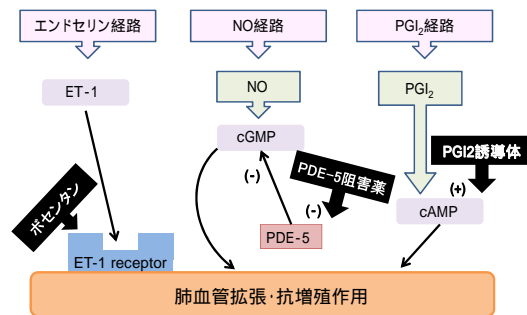 エンドセリン経路
NO経路
PGI₂経路
ET-1
NO
PGI₂
cGMP
PGI2誘導体
(-)
PDE-5阻害薬
(+)
ボセンタン
(-)
cAMP
PDE-5
ET-1 receptor
肺血管拡張・抗増殖作用